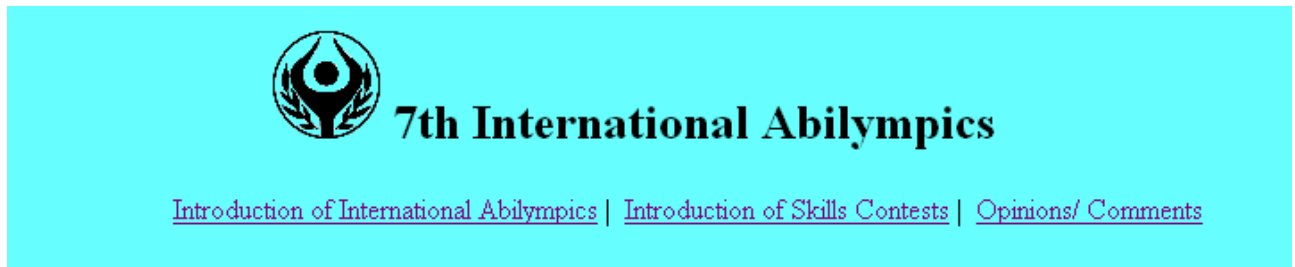 7th International Abilympics
Introduction of International Abilympics | Introduction of Skills Contests | Opinions/ Comments